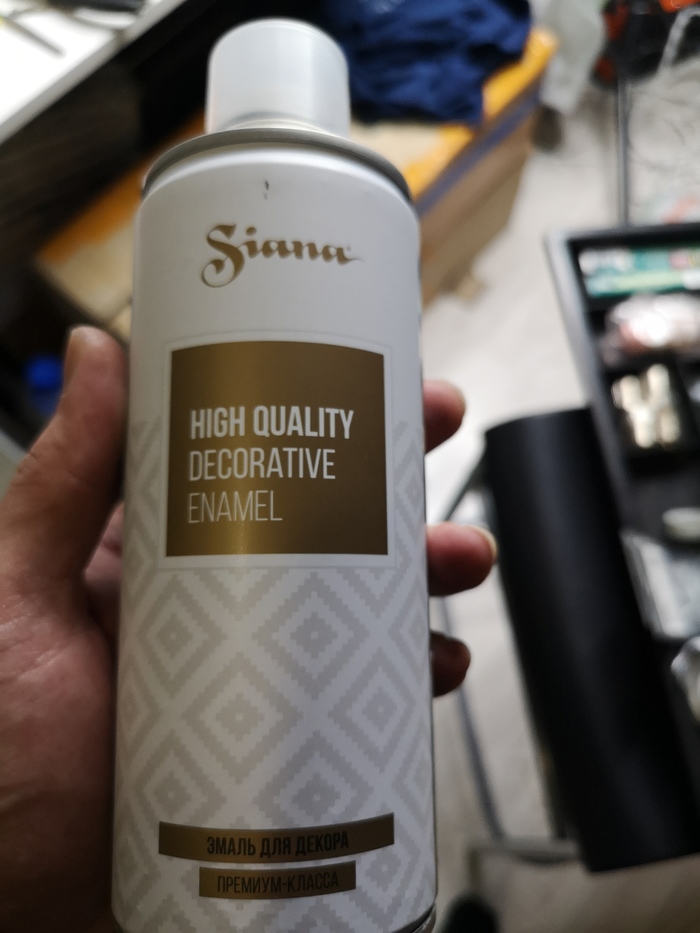 Siana
HIGH QUALITY
DECORATIVE
ENAMEL
ЭМАЛЬ ДЛЯ ДЕКОРА
ПРЕМИУМ-КЛАССА